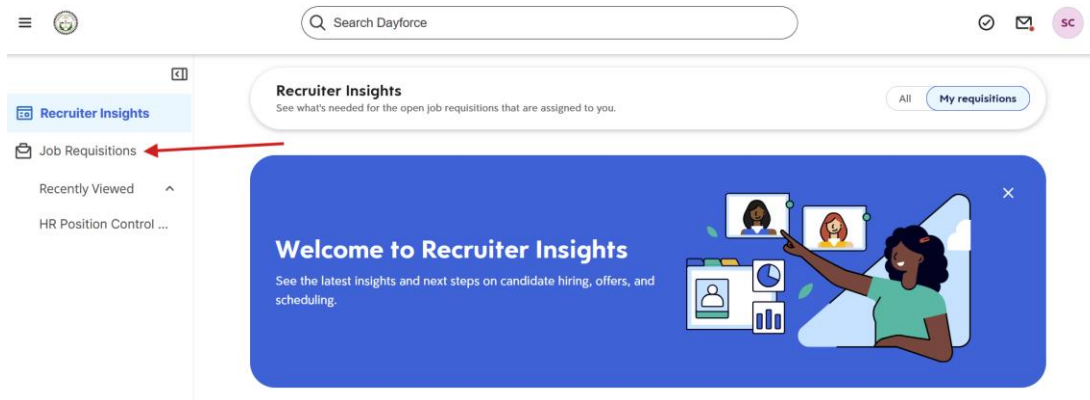 Search Dayforce
SC
Recruiter Insights
Job Requisitions
Recently Viewed
HR Position Control ...
Recruiter Insights
See what's needed for the open job requisitions that are assigned to you.
All
My requisitions
Welcome to Recruiter Insights
See the latest insights and next steps on candidate hiring, offers, and
scheduling.